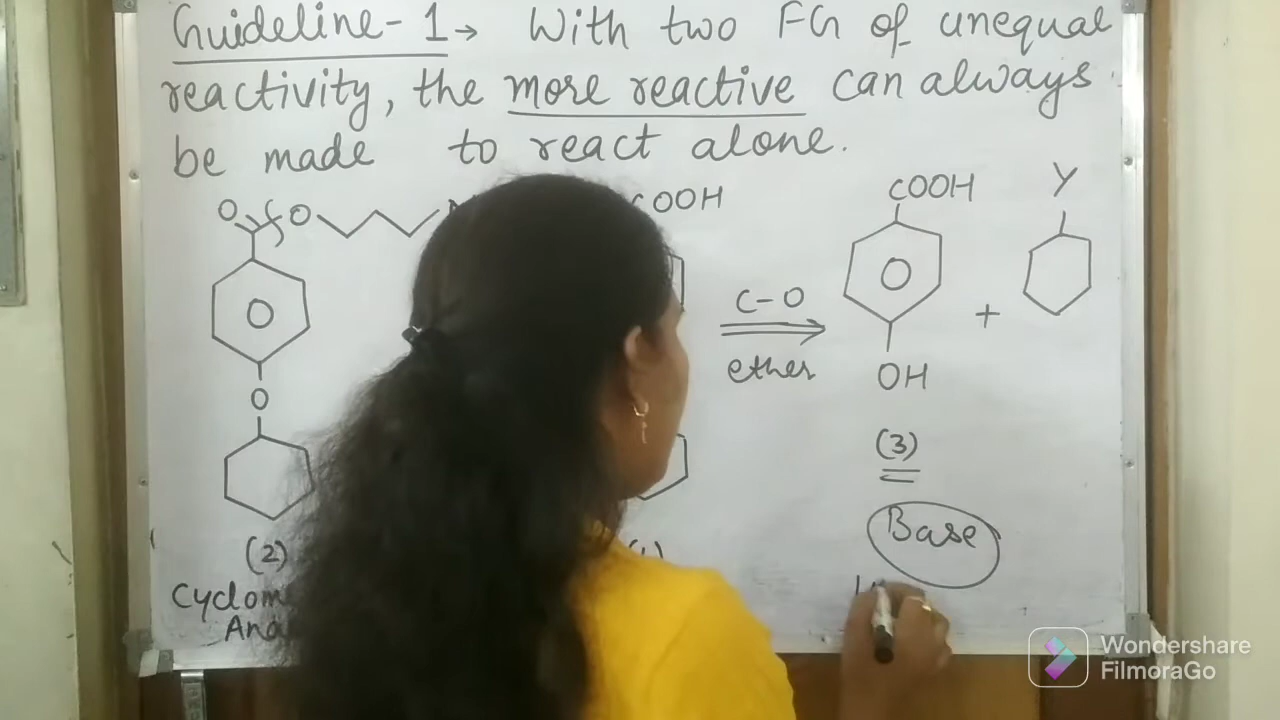 Guideline-1→ With two FG of unequal
reactivity, the more reactive can always
be made to react alone.
O O
COOH
COOH
Y
C-O
ether
+
O
OH
(2)
(3)
Base
Wondershare
FilmoraGo